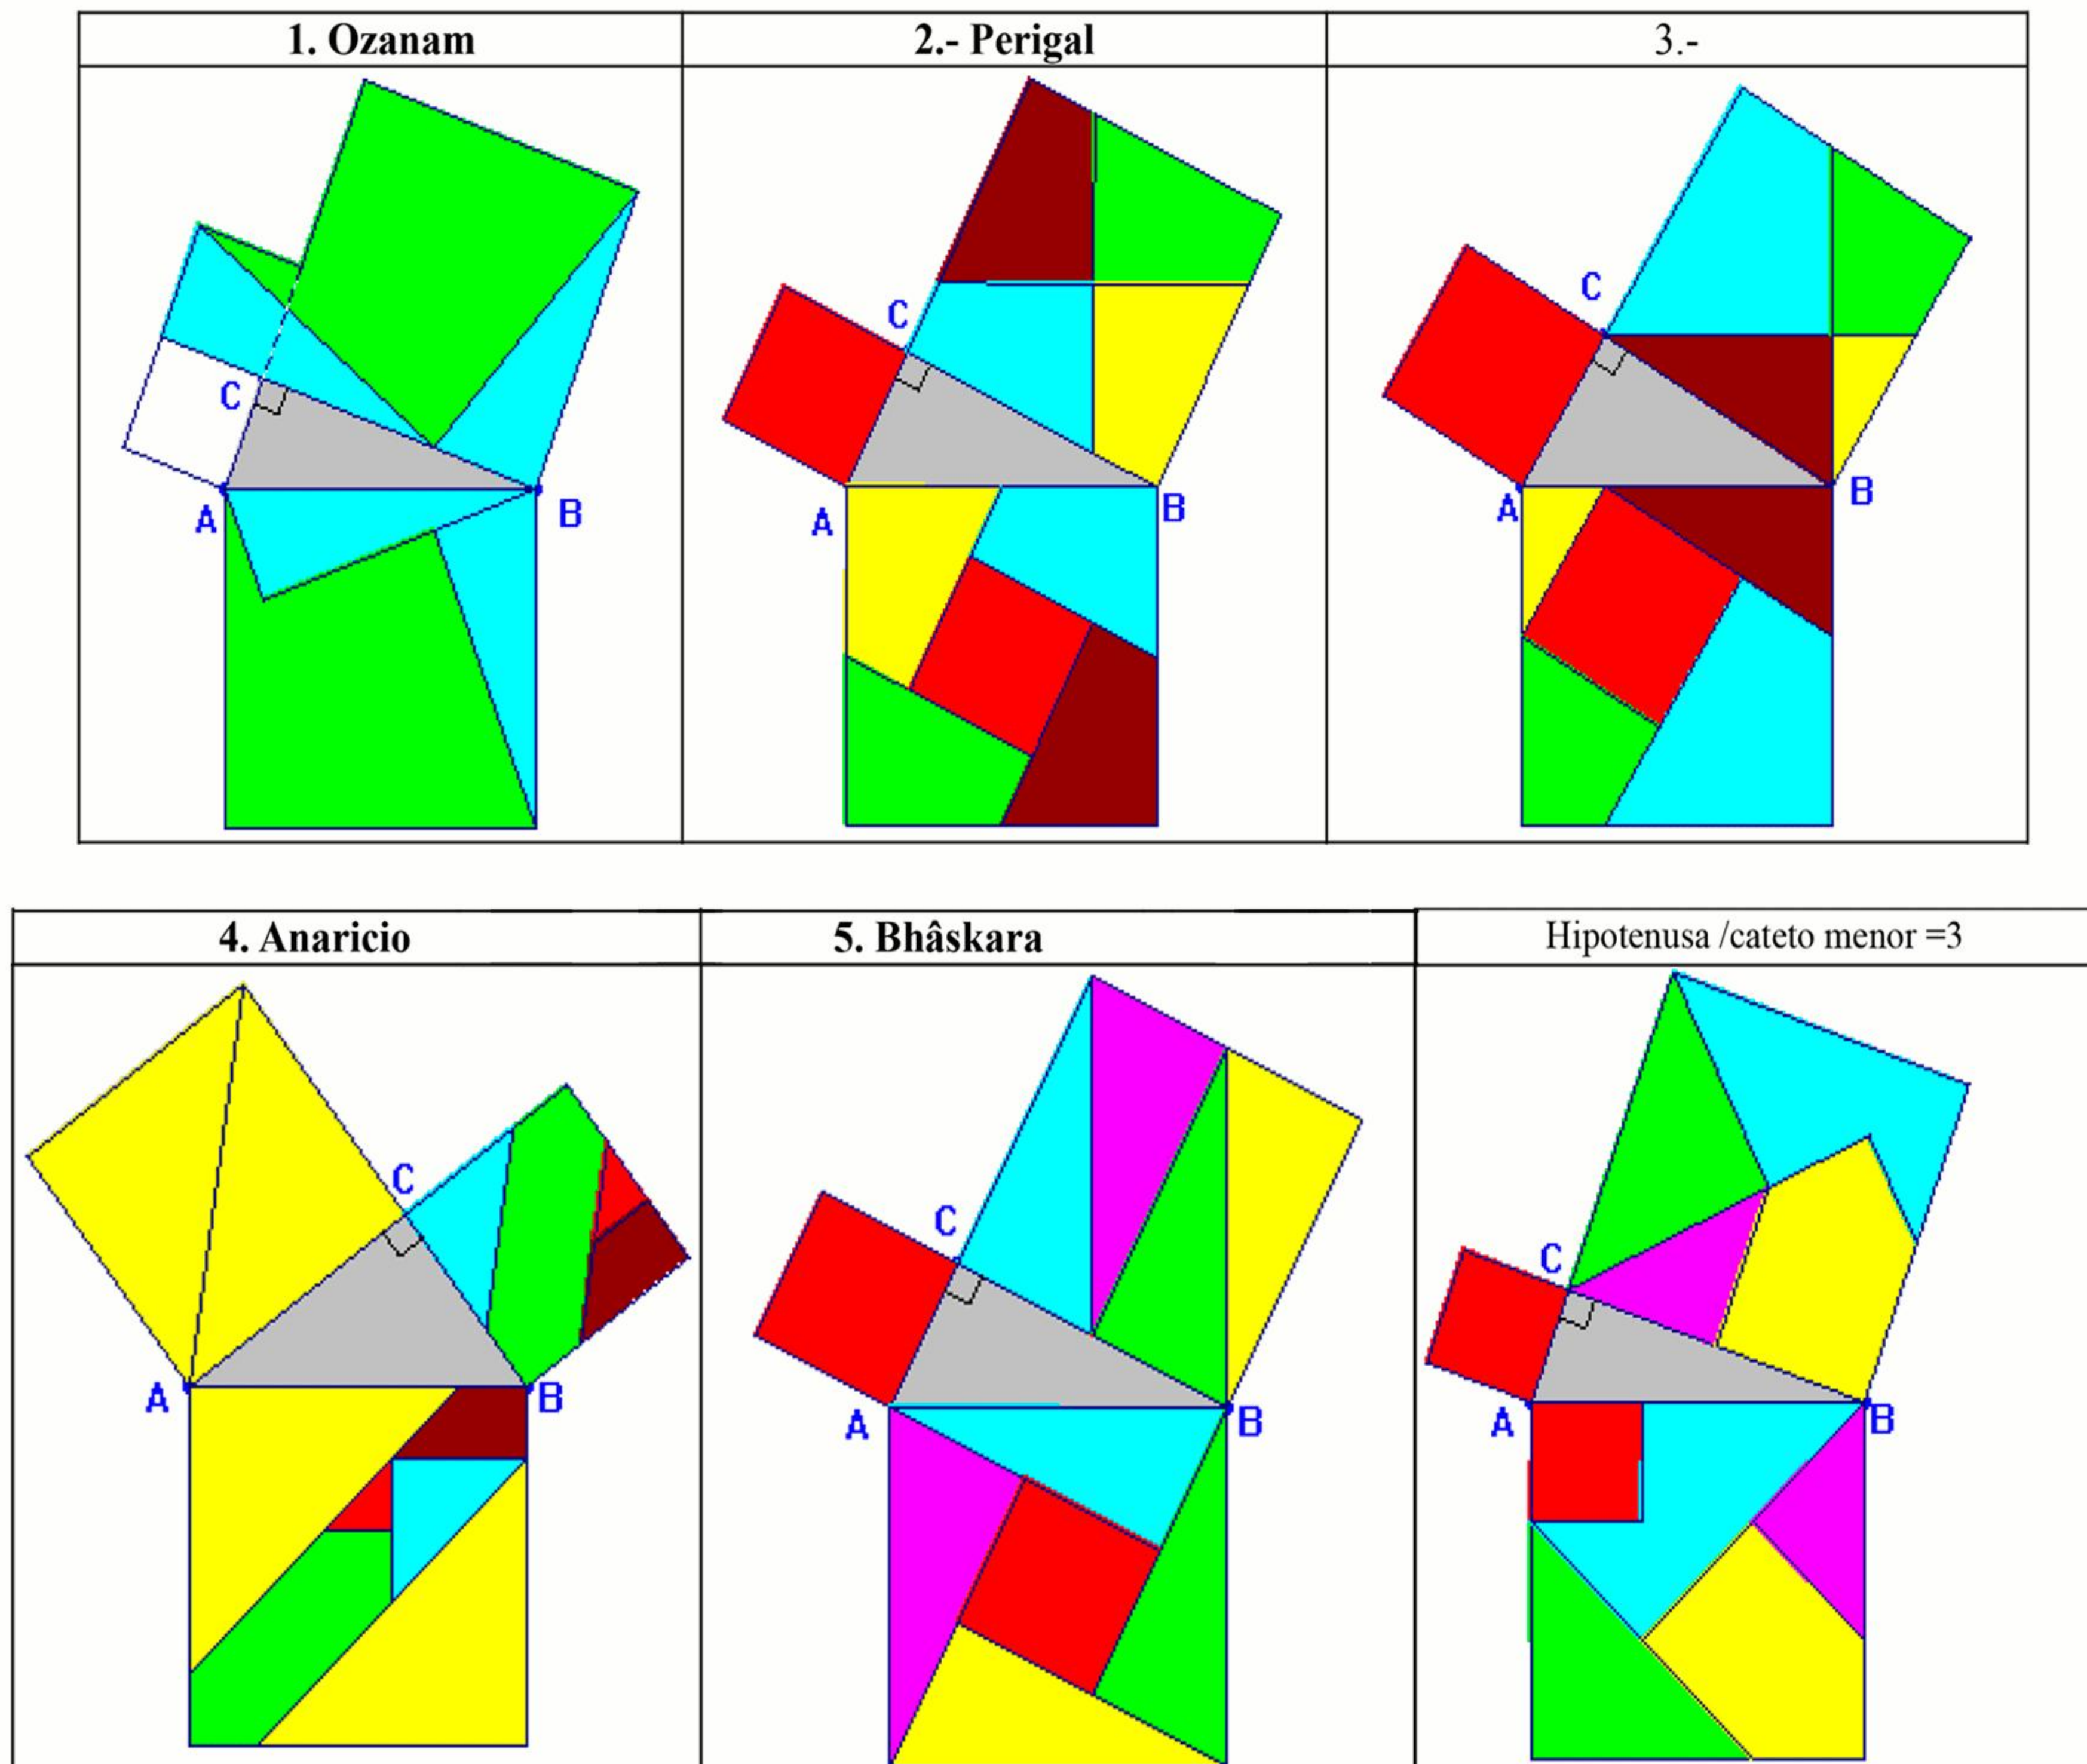 1. Ozanam
2.- Perigal
3.-
C
A
B
C
A
B
C
A
B
4. Anaricio
5. Bhâskara
Hipotenusa /cateto menor =3
C
A
B
C
A
B
C
A
B